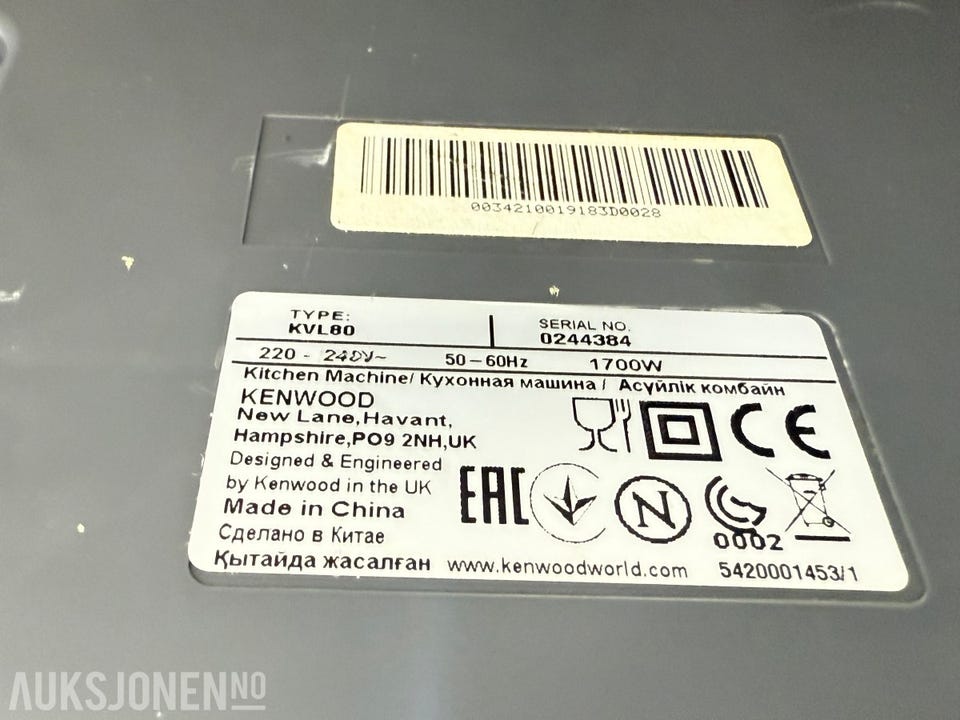 0034210019183D0028
TYPE: SERIAL NO.
KVL80 0244384
220 - 240V~ 50-60Hz 1700W
Kitchen Machine/ Кухонная машина / Асүйлік комбайн
KENWOOD
New Lane,Havant,
Hampshire,PO9 2NH,UK
Designed & Engineered
by Kenwood in the UK
Made in China
Сделано в Китае
Қытайда жасалған
CE
EAC
N
0002
www.kenwoodworld.com 5420001453/1
AUKSJONEN NO